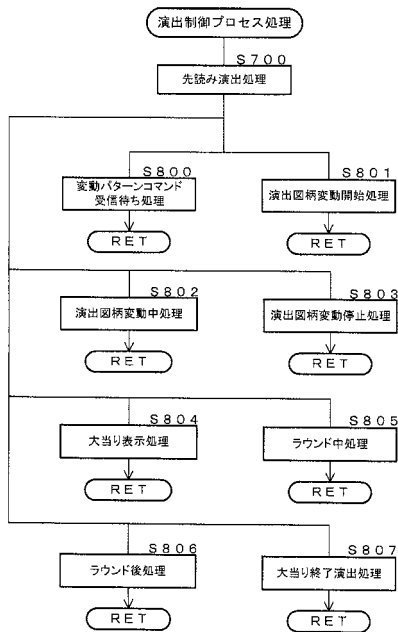 演出制御プロセス処理
S700
先読み演出処理
S800
変動パターンコマンド
受信待ち処理
RET
S801
演出図柄変動開始処理
RET
S802
演出図柄変動中処理
RET
S803
演出図柄変動停止処理
RET
S804
大当り表示処理
RET
S805
ラウンド中処理
RET
S806
ラウンド後処理
RET
S807
大当り終了演出処理
RET